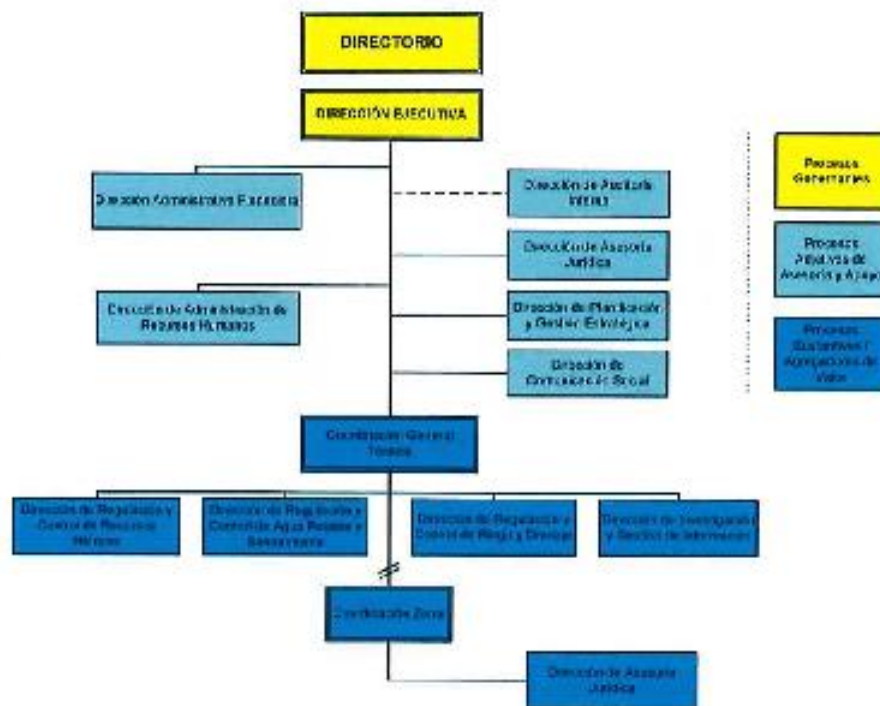 DIRECTORIO
DIRECCIÓN EJECUTIVA
Dirección Administrativa Financiera
Dirección de Auditoría
Interna
Dirección de Asesoría
Jurídica
Dirección de Administración de
Recursos Humanos
Dirección de Planificación
y Gestión Estratégica
Dirección de
Comunicación Social
Procesos
Gobernantes
Procesos
Adjetivos de
Asesoría y Apoyo
Procesos
Sustantivos /
Agregadores de
Valor
Coordinación General
Técnica
Dirección de Regulación y
Control de Recursos
Hídricos
Dirección de Regulación y
Control de Agua Potable y
Saneamiento
Dirección de Regulación y
Control de Riego y Drenaje
Dirección de Investigación
y Gestión de Información
Coordinación Zonal
Dirección de Asesoría
Jurídica